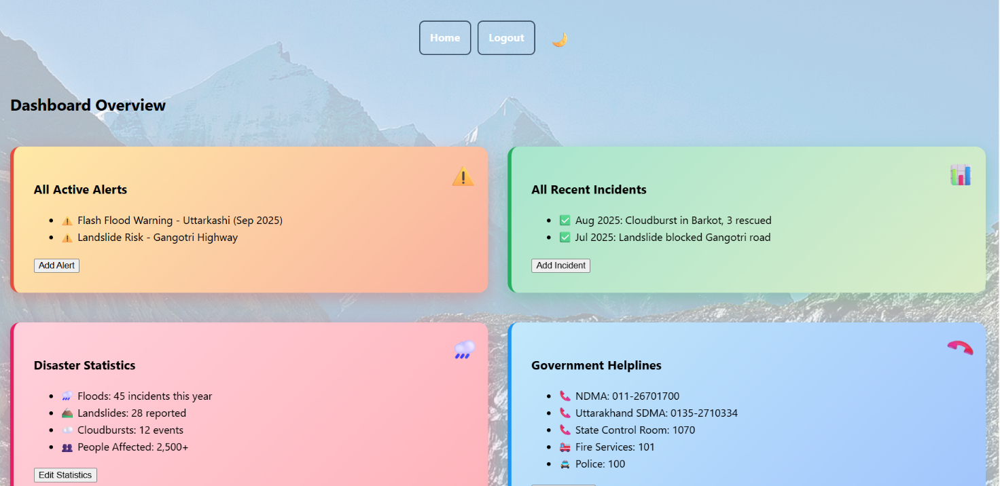 Home Logout
Dashboard Overview
All Active Alerts
Flash Flood Warning - Uttarkashi (Sep 2025)
Landslide Risk - Gangotri Highway
Add Alert
All Recent Incidents
Aug 2025: Cloudburst in Barkot, 3 rescued
Jul 2025: Landslide blocked Gangotri road
Add Incident
Disaster Statistics
Floods: 45 incidents this year
Landslides: 28 reported
Cloudbursts: 12 events
People Affected: 2,500+
Edit Statistics
Government Helplines
NDMA: 011-26701700
Uttarakhand SDMA: 0135-2710334
State Control Room: 1070
Fire Services: 101
Police: 100